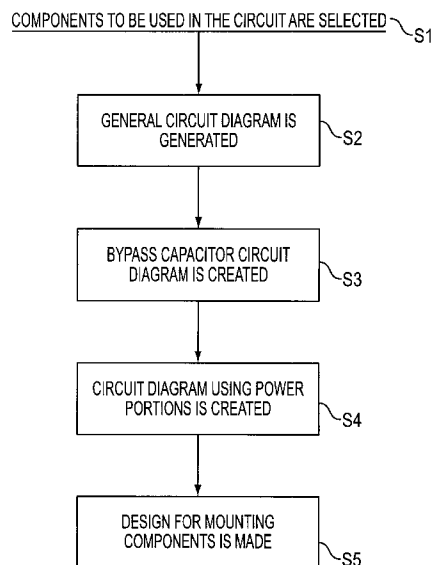 COMPONENTS TO BE USED IN THE CIRCUIT ARE SELECTED
S1
GENERAL CIRCUIT DIAGRAM IS
GENERATED
S2
BYPASS CAPACITOR CIRCUIT
DIAGRAM IS CREATED
S3
CIRCUIT DIAGRAM USING POWER
PORTIONS IS CREATED
S4
DESIGN FOR MOUNTING
COMPONENTS IS MADE
S5